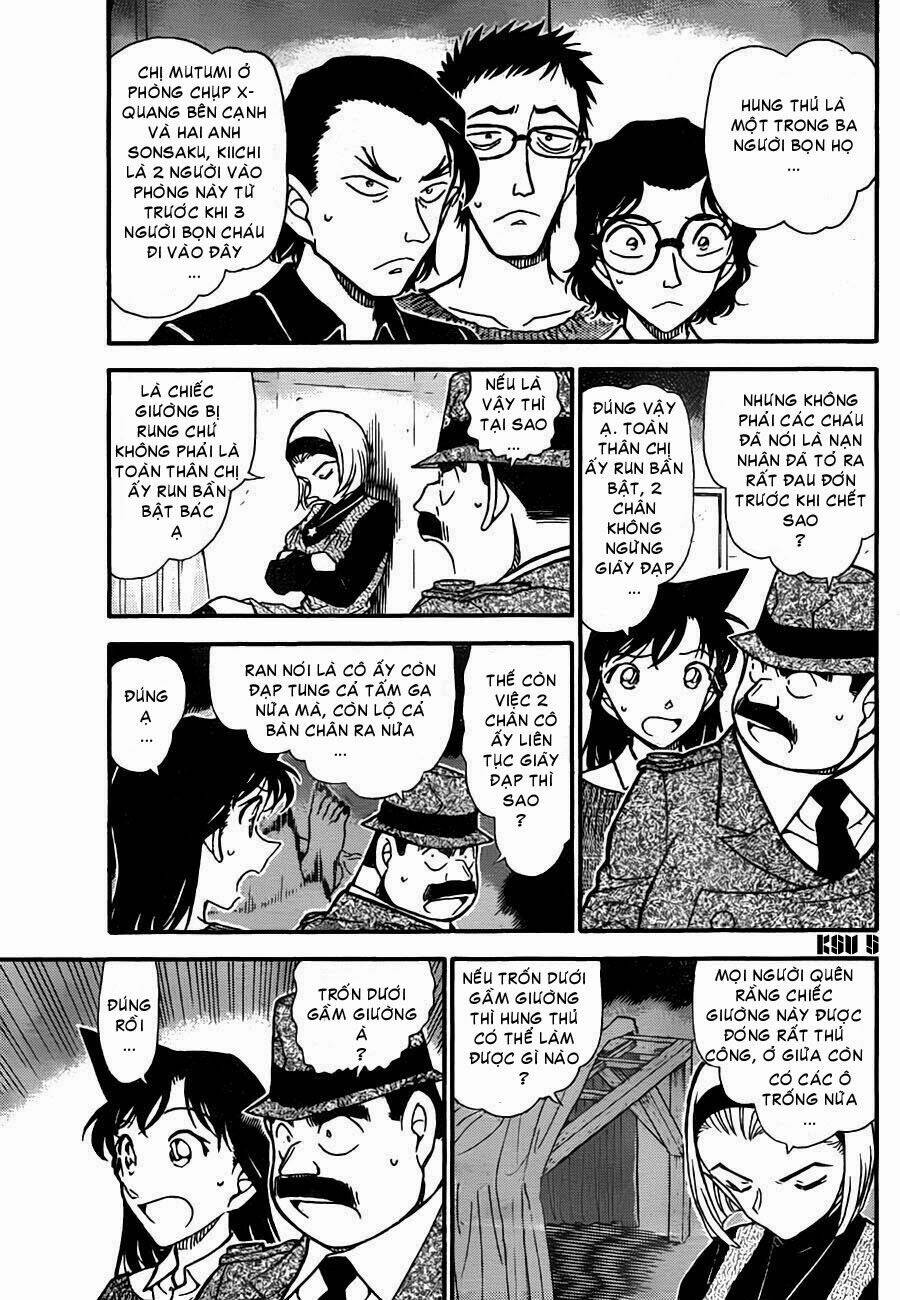 HUNG THỦ LÀ
MỘT TRONG BA
NGƯỜI BỌN HỌ
...
CHỊ MUTUMI Ở
PHÒNG CHỤP X-
QUANG BÊN CẠNH
VÀ HAI ANH
SONSAKU, KIICHI
LÀ 2 NGƯỜI VÀO
PHÒNG NÀY TỪ
TRƯỚC KHI 3
NGƯỜI BỌN CHÁU
ĐI VÀO ĐÂY
...
NHƯNG KHÔNG
PHẢI CÁC CHÁU
ĐÃ NÓI LÀ NẠN
NHÂN ĐÃ TỎ RA
RẤT ĐAU ĐỚN
TRƯỚC KHI CHẾT
SAO
?
ĐÚNG VẬY
Ạ. TOÀN
THÂN CHỊ
ẤY RUN BẦN
BẬT, 2
CHÂN
KHÔNG
NGỪNG
GIÃY ĐẠP
...
NẾU LÀ
VẬY THÌ
TẠI SAO
...
LÀ CHIẾC
GIƯỜNG BỊ
RUNG CHỨ
KHÔNG PHẢI LÀ
TOÀN THÂN CHỊ
ẤY RUN BẦN
BẬT BÁC
Ạ
THẾ CÒN
VIỆC 2
CHÂN CÔ
ẤY LIÊN
TỤC GIÃY
ĐẠP THÌ
SAO
?
RAN NÓI LÀ CÔ ẤY CÒN
ĐẠP TUNG CẢ TẤM GA
NỮA MÀ, CÒN LỘ CẢ
BÀN CHÂN RA NỮA
...
ĐÚNG
Ạ
...
KSU 5
MỌI NGƯỜI QUÊN
RẰNG CHIẾC
GIƯỜNG NÀY ĐƯỢC
ĐÓNG RẤT THỦ
CÔNG, Ở GIỮA CÒN
CÓ CÁC Ô
TRỐNG NỮA
...
NẾU TRỐN DƯỚI
GẦM GIƯỜNG
THÌ HUNG THỦ
CÓ THỂ LÀM
ĐƯỢC GÌ NÀO
?
TRỐN DƯỚI
GẦM GIƯỜNG
À
?
ĐÚNG
RỒI
...